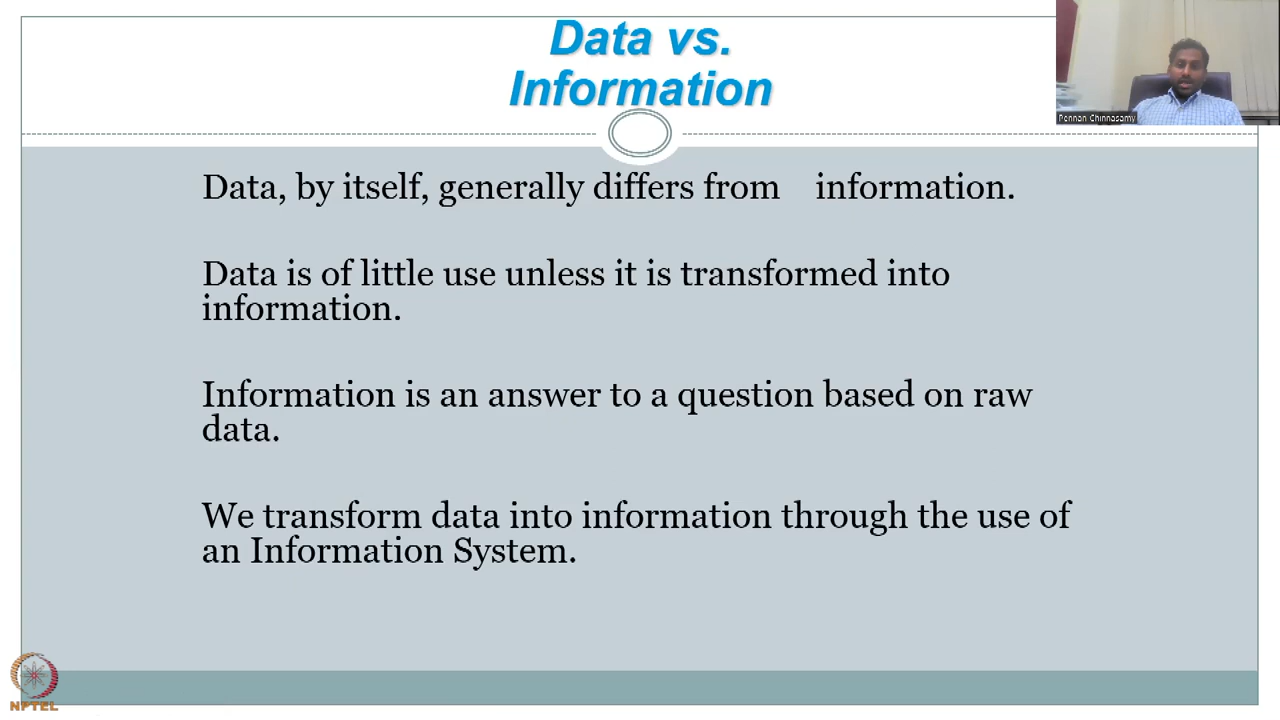 Data vs.
Information
Pennan Chinnasamy
Data, by itself, generally differs from information.
Data is of little use unless it is transformed into
information.
Information is an answer to a question based on raw
data.
We transform data into information through the use of
an Information System.
NPTEL